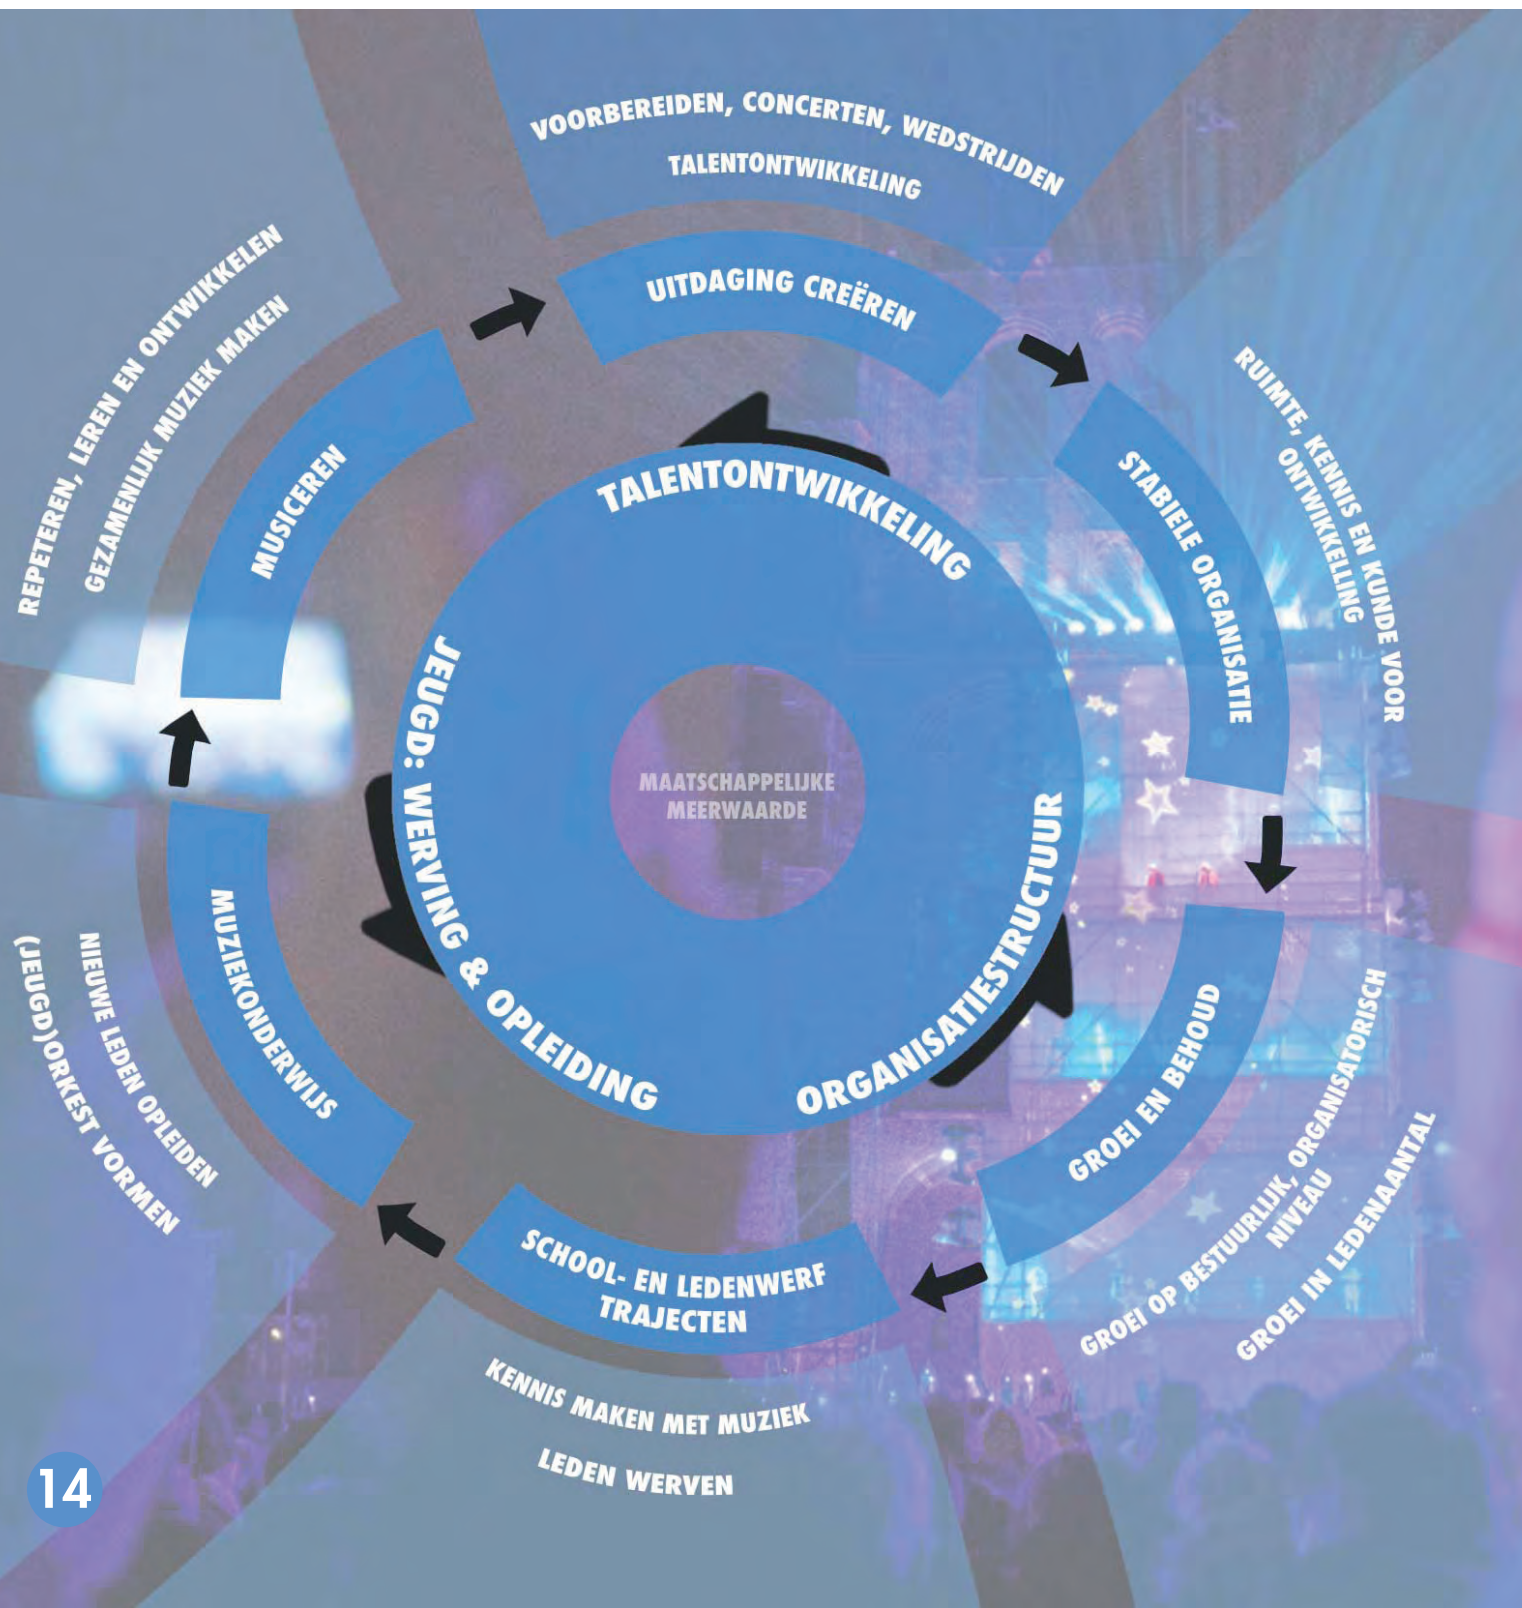 VOORBEREIDEN, CONCERTEN, WEDSTRIJDEN
TALENTONTWIKKELING
UITDAGING CREËREN
RUIMTE, KENNIS EN KUNDE VOOR
ONTWIKKELLING
STABIELE ORGANISATIE
GROEI EN BEHOUD
GROEI OP BESTUURLIJK, ORGANISATORISCH
NIVEAU
GROEI IN LEDENAANTAL
SCHOOL- EN LEDENWERF
TRAJECTEN
KENNIS MAKEN MET MUZIEK
LEDEN WERVEN
MUZIEKONDERWIJS
NIEUWE LEDEN OPLEIDEN
(JEUGD)ORKEST VORMEN
MUSICEREN
REPETEREN, LEREN EN ONTWIKKELEN
GEZAMENLIJK MUZIEK MAKEN
TALENTONTWIKKELING
JEUGD: WERVING & OPLEIDING
ORGANISATIESTRUCTUUR
MAATSCHAPPELIJKE
MEERWAARDE
14